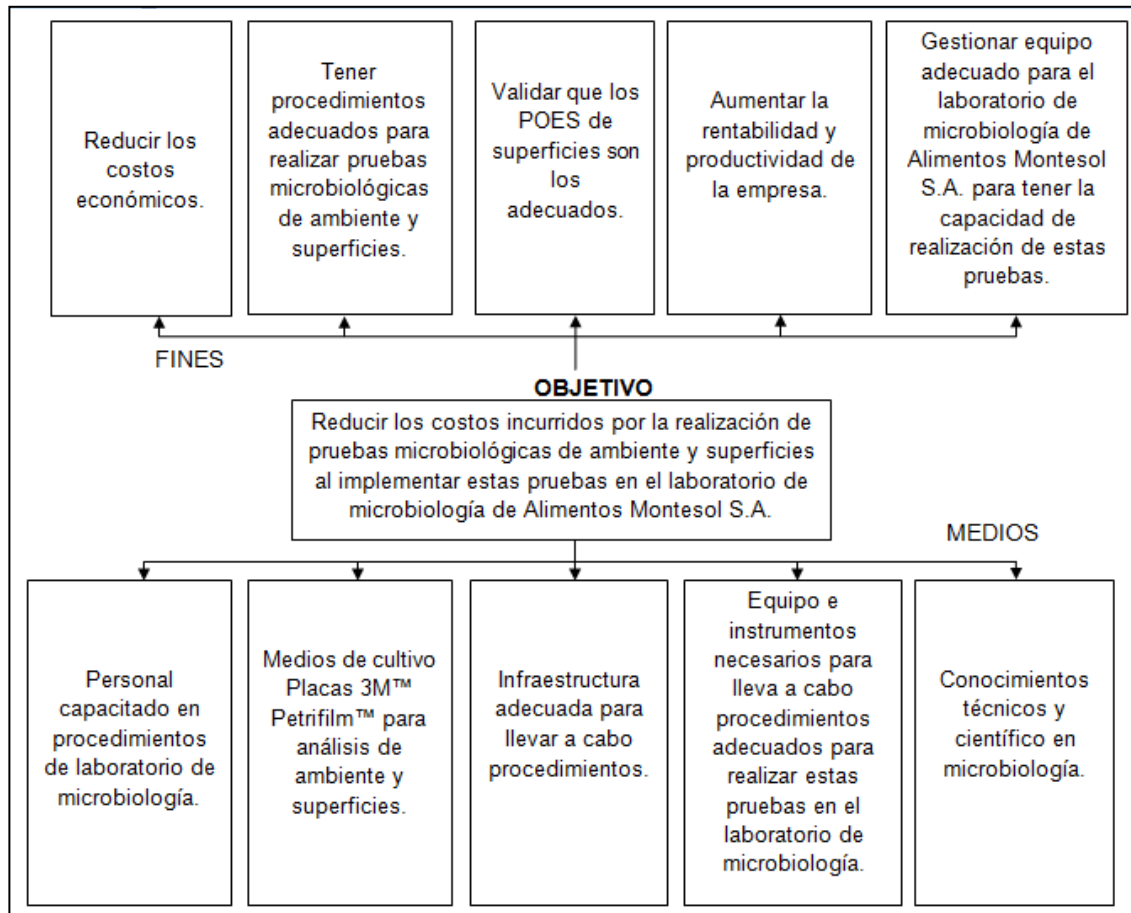 Reducir los
costos
económicos.
Tener
procedimientos
adecuados para
realizar pruebas
microbiológicas
de ambiente y
superficies.
Validar que los
POES de
superficies son
los
adecuados.
Aumentar la
rentabilidad y
productividad de
la empresa.
Gestionar equipo
adecuado para el
laboratorio de
microbiología de
Alimentos Montesol
S.A. para tener la
capacidad de
realización de estas
pruebas.
FINES
OBJETIVO
Reducir los costos incurridos por la realización de
pruebas microbiológicas de ambiente y superficies
al implementar estas pruebas en el laboratorio de
microbiología de Alimentos Montesol S.A.
MEDIOS
Personal
capacitado en
procedimientos
de laboratorio de
microbiología.
Medios de cultivo
Placas 3M™
Petrifilm™ para
análisis de
ambiente y
superficies.
Infraestructura
adecuada para
llevar a cabo
procedimientos.
Equipo e
instrumentos
necesarios para
lleva a cabo
procedimientos
adecuados para
realizar estas
pruebas en el
laboratorio de
microbiología.
Conocimientos
técnicos y
científico en
microbiología.